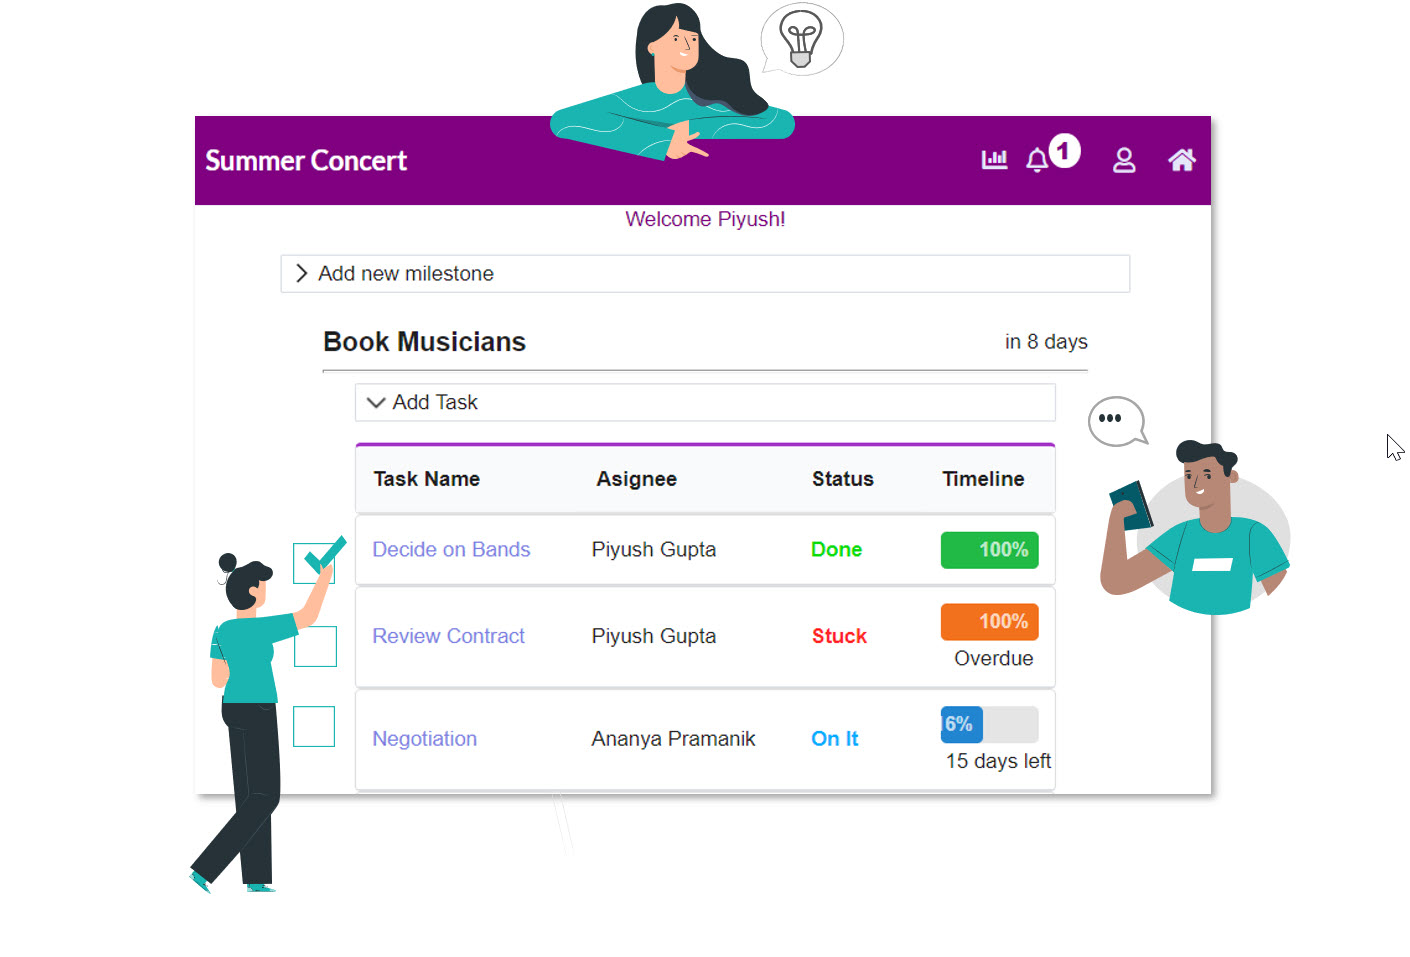 Summer Concert
1
Welcome Piyush!
Add new milestone
Book Musicians in 8 days
Add Task
Task Name Asignee Status Timeline
Decide on Bands Piyush Gupta Done 100%
Review Contract Piyush Gupta Stuck 100%
Overdue
Negotiation Ananya Pramanik On It 6%
15 days left